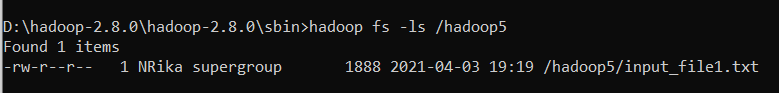 D:\hadoop-2.8.0\hadoop-2.8.0\sbin>hadoop fs -ls /hadoop5
Found 1 items
-rw-r--r--   1 NRika supergroup       1888 2021-04-03 19:19 /hadoop5/input_file1.txt